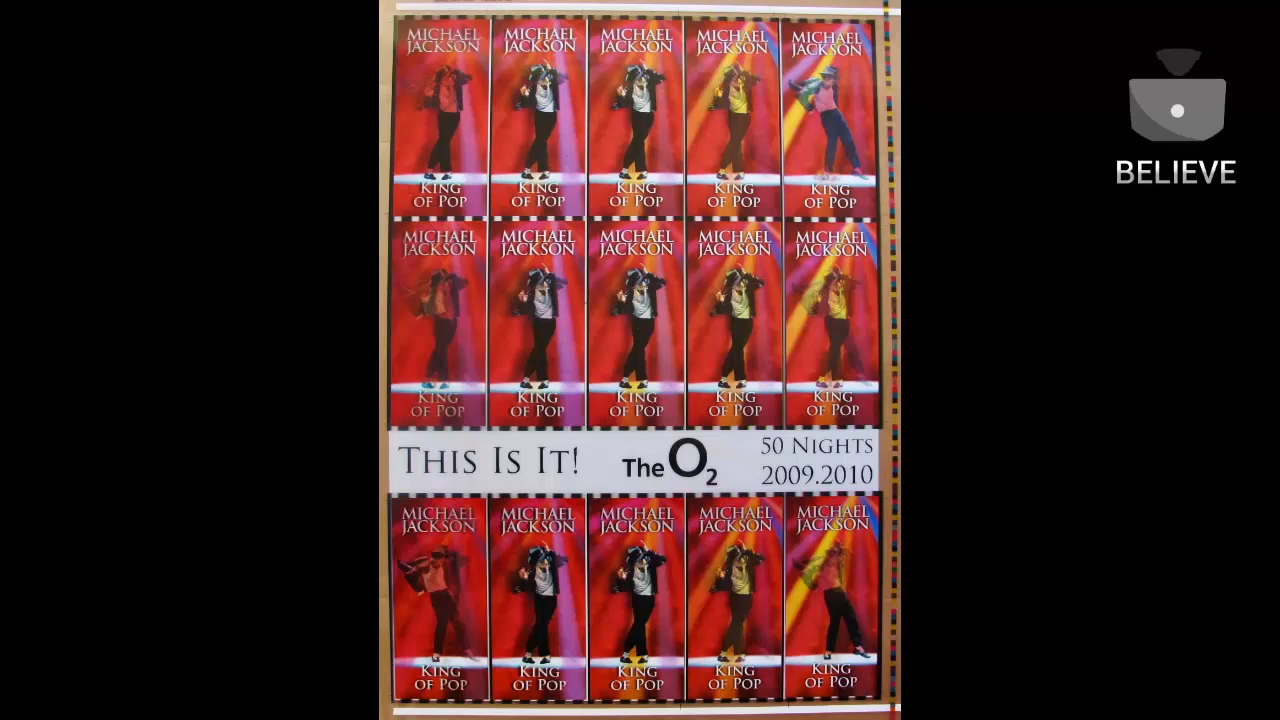 MICHAEL JACKSON MICHAEL JACKSON MICHAEL JACKSON MICHAEL JACKSON MICHAEL JACKSON
KING OF POP KING OF POP KING OF POP KING OF POP KING OF POP
MICHAEL JACKSON MICHAEL JACKSON MICHAEL JACKSON MICHAEL JACKSON MICHAEL JACKSON
KING OF POP KING OF POP KING OF POP KING OF POP KING OF POP
THIS IS IT! The O2 50 NIGHTS
2009.2010
MICHAEL JACKSON MICHAEL JACKSON MICHAEL JACKSON MICHAEL JACKSON MICHAEL JACKSON
KING OF POP KING OF POP KING OF POP KING OF POP KING OF POP
BELIEVE